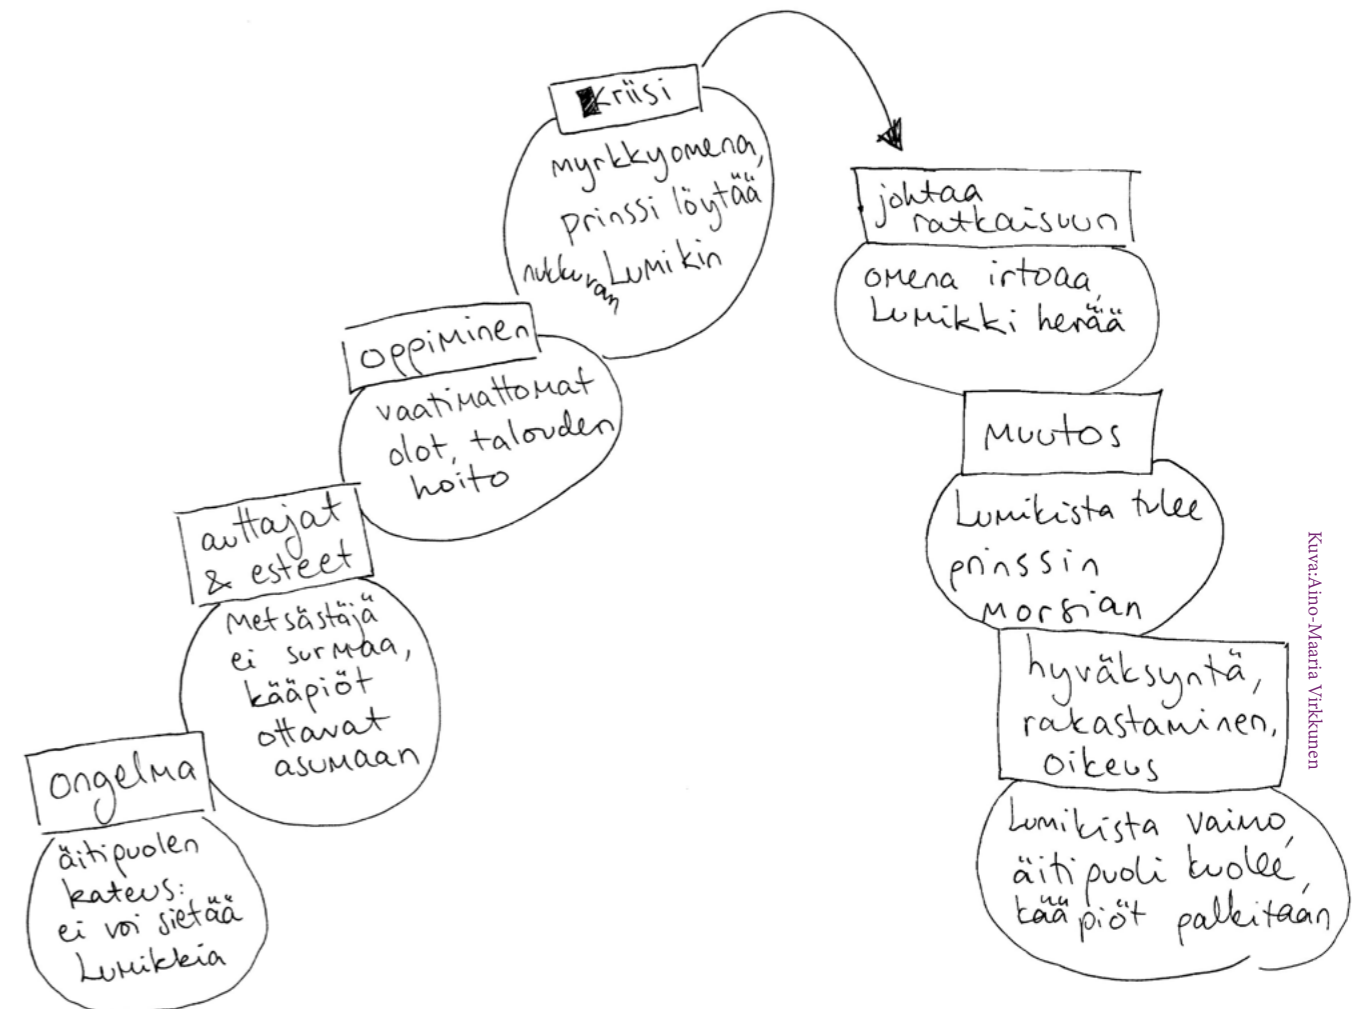 ongelma
äitipuolen
kateus:
ei voi sietää
Lumikkia
auttajat
& esteet
Metsästäjä
ei surmaa,
kääpiöt
ottavat
asumaan
oppiminen
vaatimattomat
olot, talouden
hoito
kriisi
myrkkyomena,
prinssi löytää
nukkuvan Lumikin
johtaa
ratkaisuun
omena irtoaa,
Lumikki herää
muutos
Lumikista tulee
prinssin
morsian
hyväksyntä,
rakastaminen,
oikeus
Lumikista vaimo,
äitipuoli kuolee,
kääpiöt palkitaan
Kuva:Aino-Maaria Virkkunen